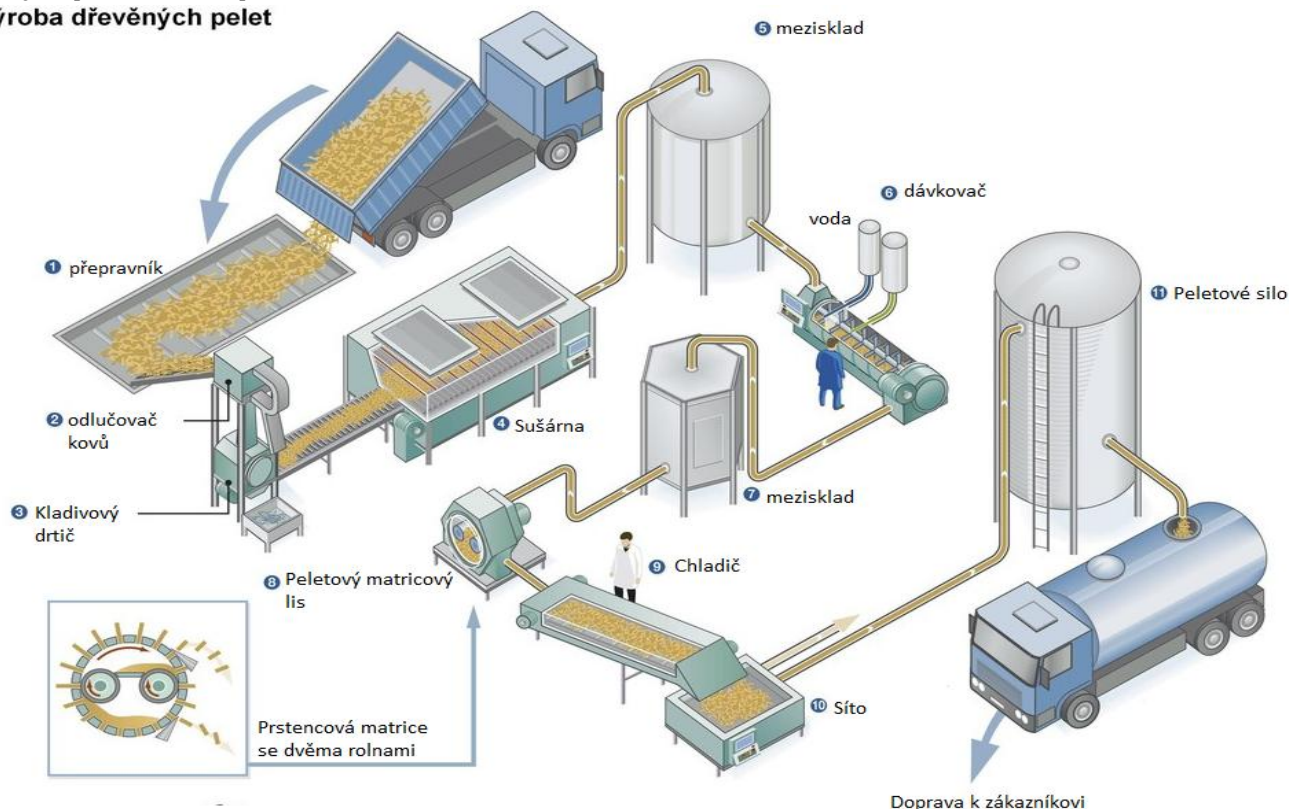 ýroba dřevěných pelet
5 mezisklad
6 dávkovač
voda
1 přepravník
11 Peletové silo
2 odlučovač
kovů
4 Sušárna
7 mezisklad
3 Kladivový
drtič
9 Chladič
8 Peletový matricový
lis
10 Síto
Prstencová matrice
se dvěma rolnami
Doprava k zákazníkovi